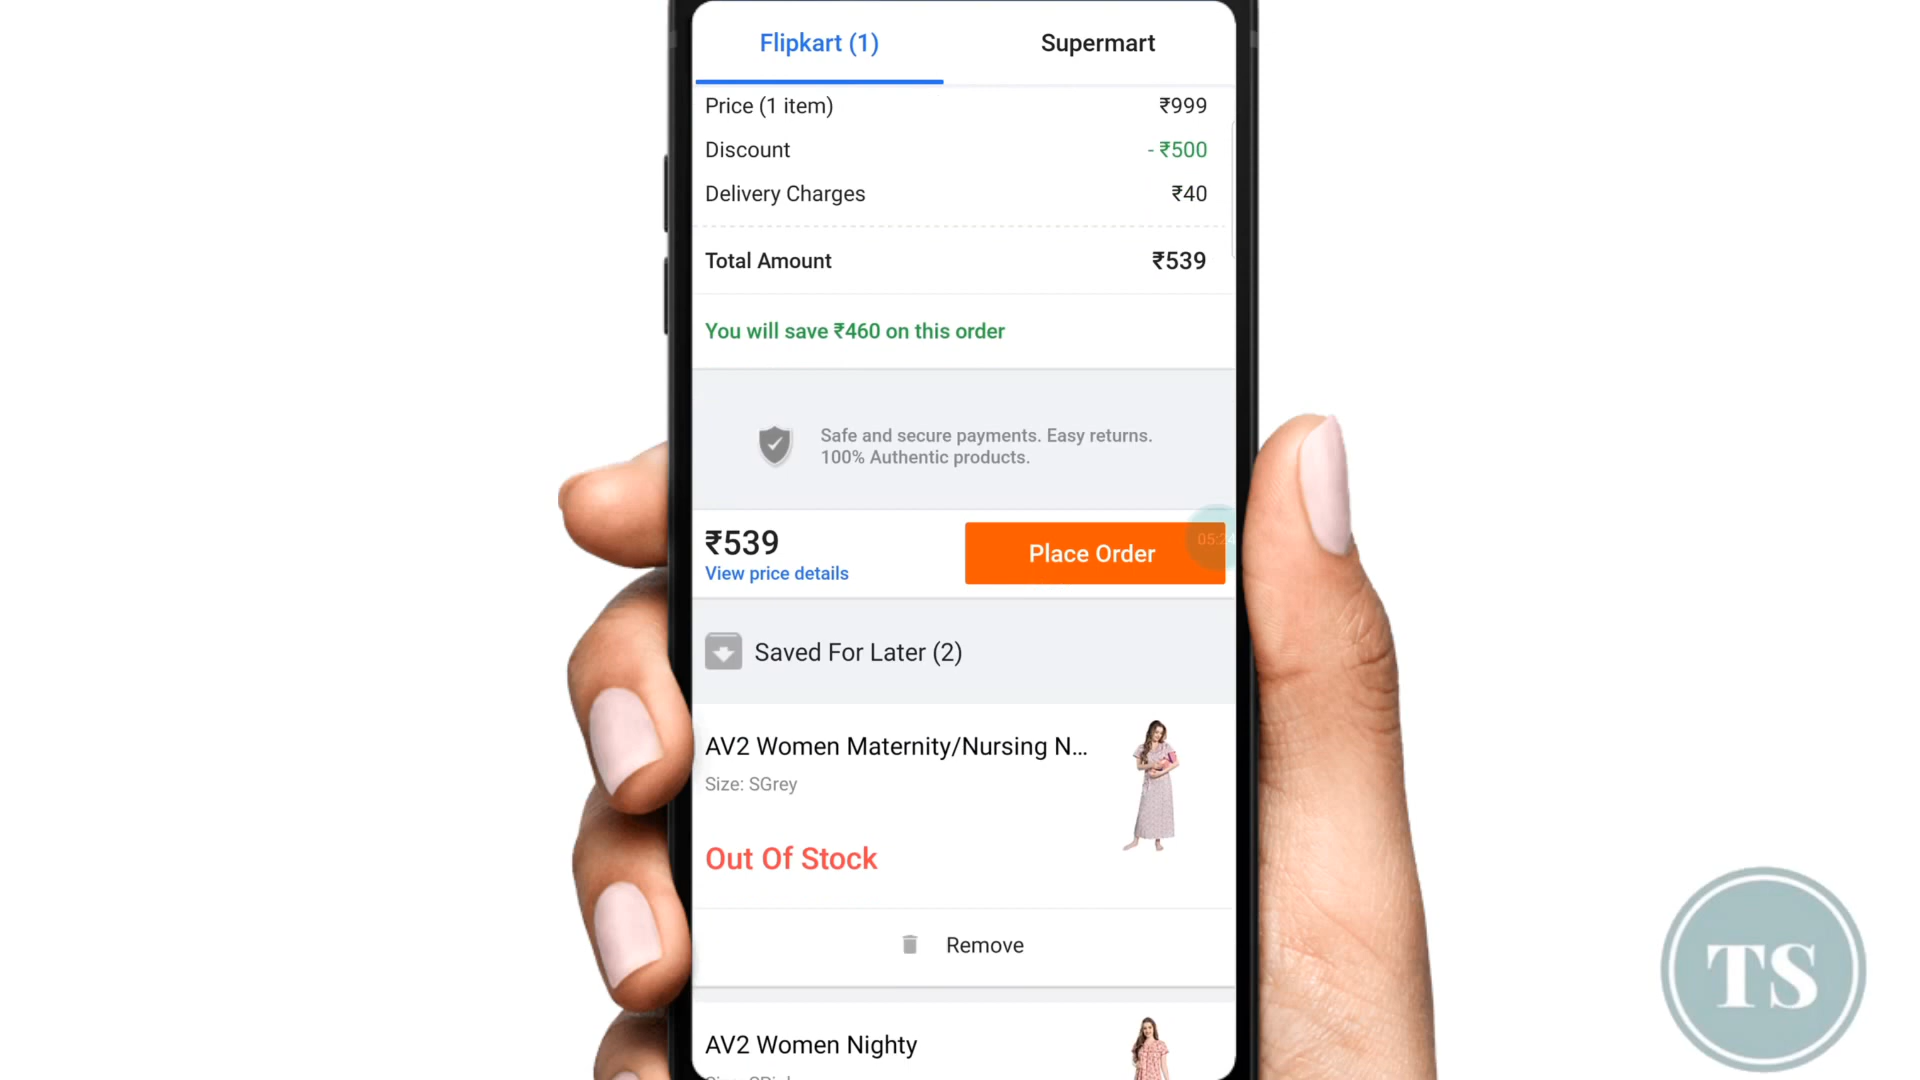 Flipkart (1)
Supermart
Price (1 item)
₹999
Discount
- ₹500
Delivery Charges
₹40
Total Amount
₹539
You will save ₹460 on this order
Safe and secure payments. Easy returns.
100% Authentic products.
₹539
View price details
Place Order
05:24
Saved For Later (2)
AV2 Women Maternity/Nursing N...
Size: SGrey
Out Of Stock
Remove
AV2 Women Nighty
TS